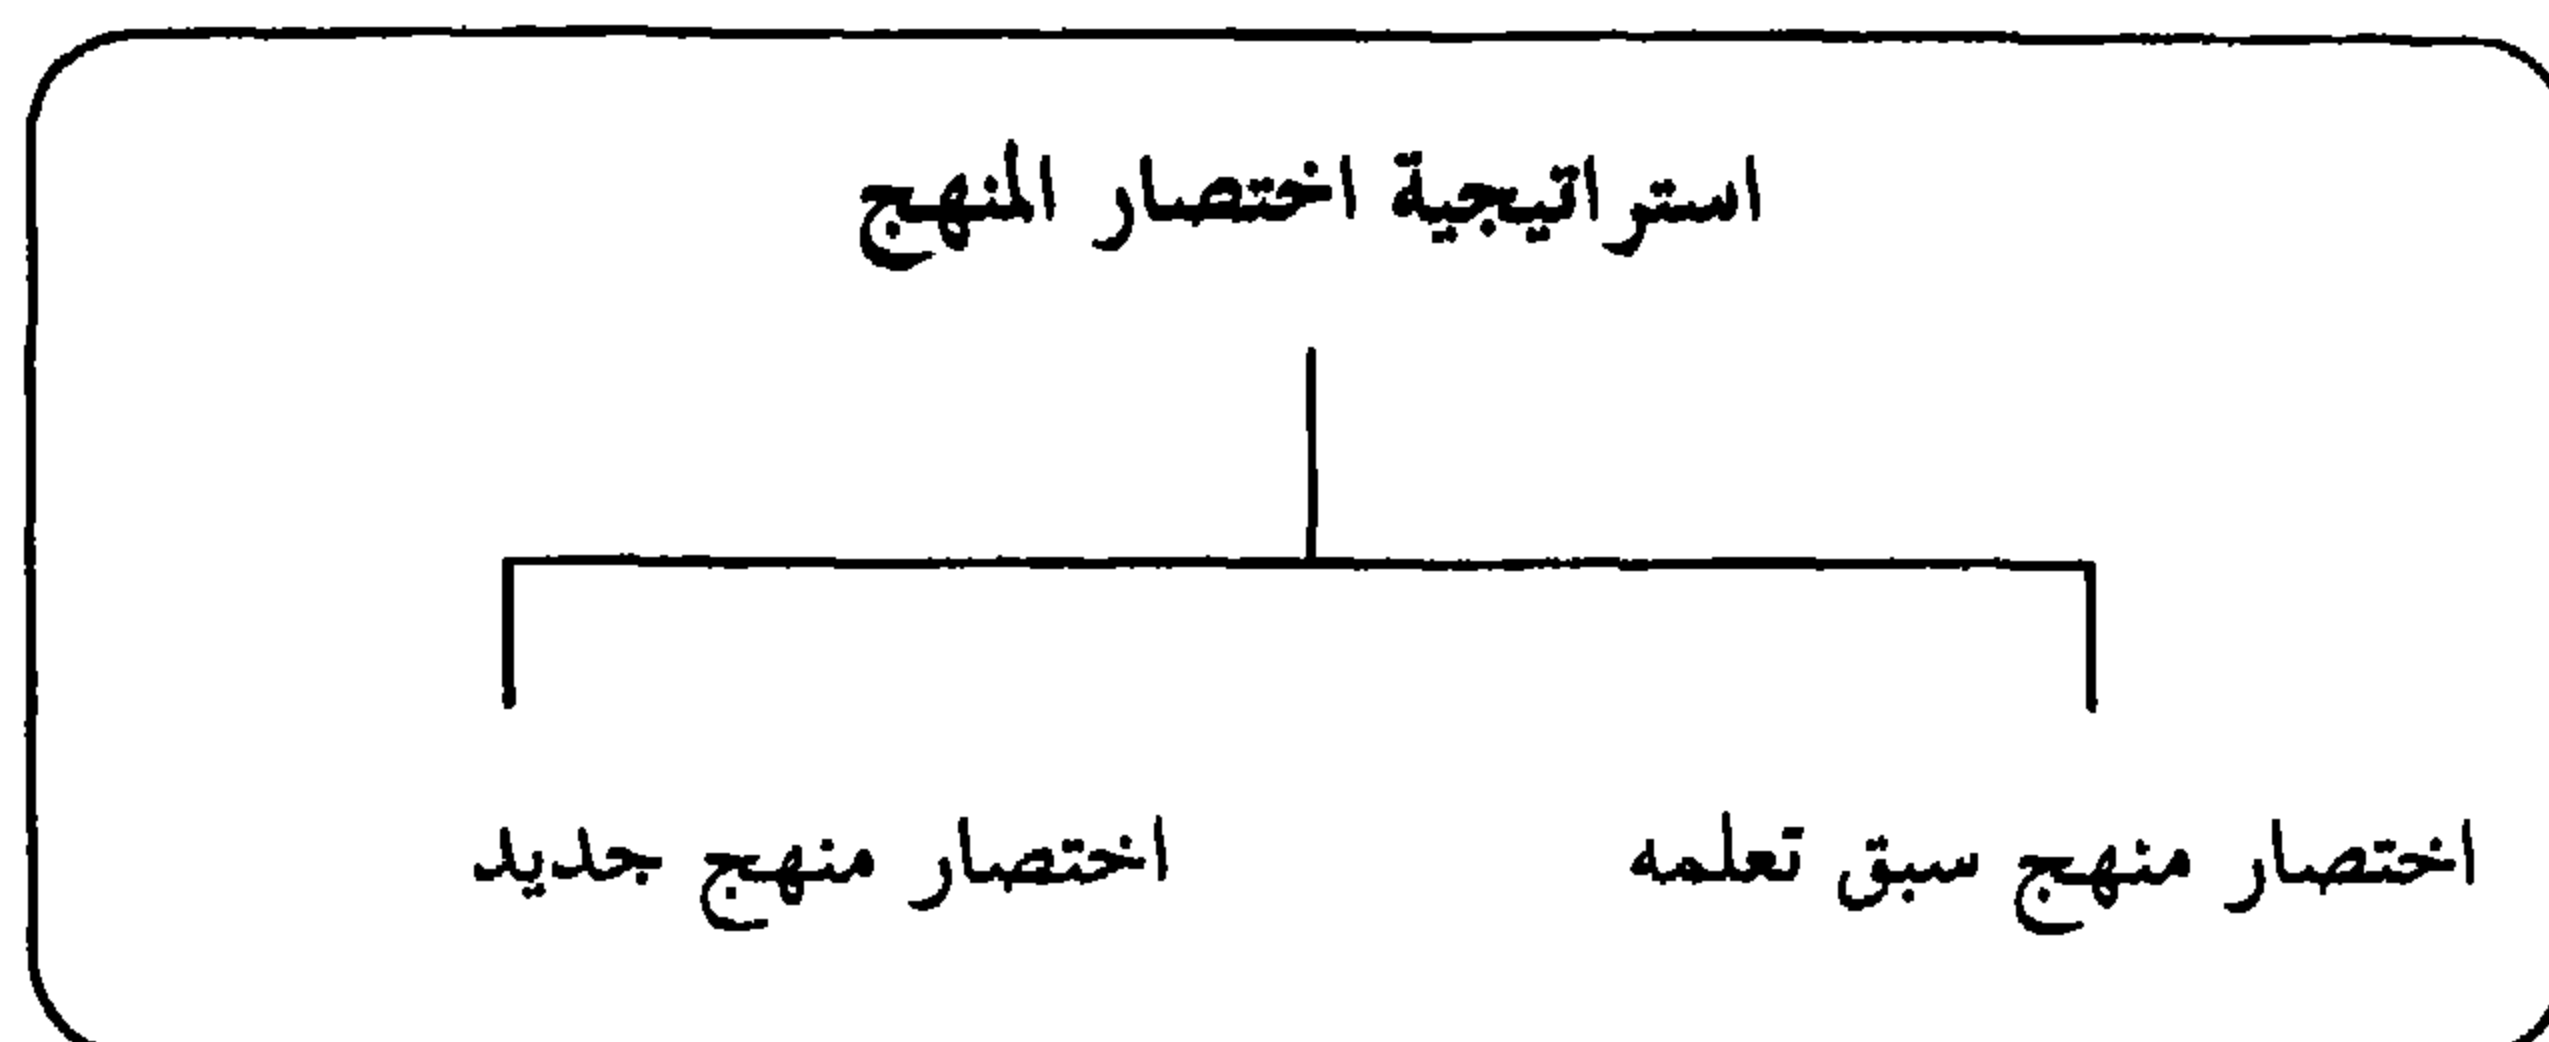 استراتيجية اختصار المنهج
اختصار منهج سبق تعلمه
اختصار منهج جديد